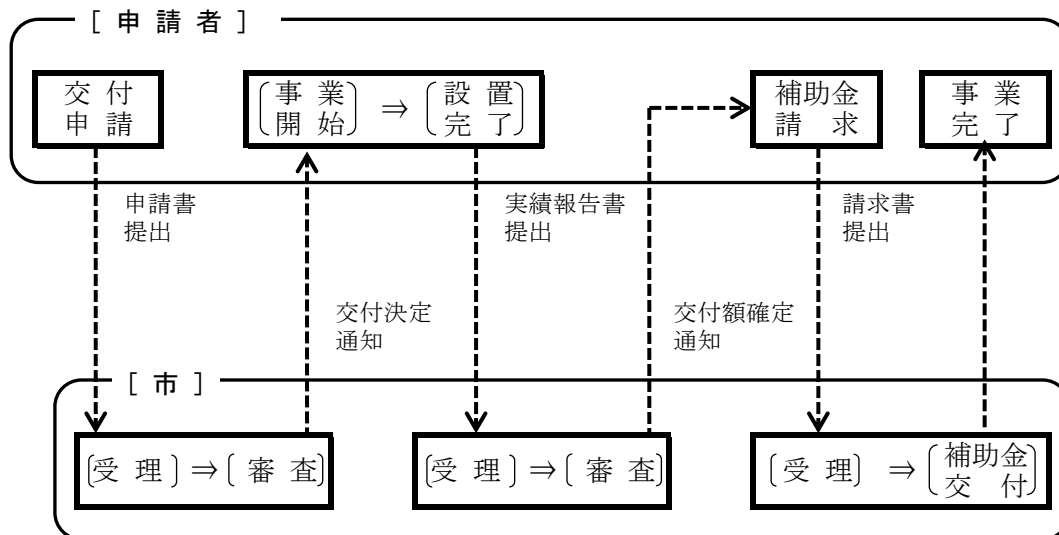 [ 申 請 者 ]
交 付
申 請
事 業
開 始
⇒
設 置
完 了
補助金
請 求
事 業
完 了
申請書
提出
実績報告書
提出
請求書
提出
交付決定
通知
交付額確定
通知
[ 市 ]
〔受 理〕⇒〔 審 査〕
〔受 理〕⇒〔 審 査〕
〔受 理〕 ⇒
補助金
交 付